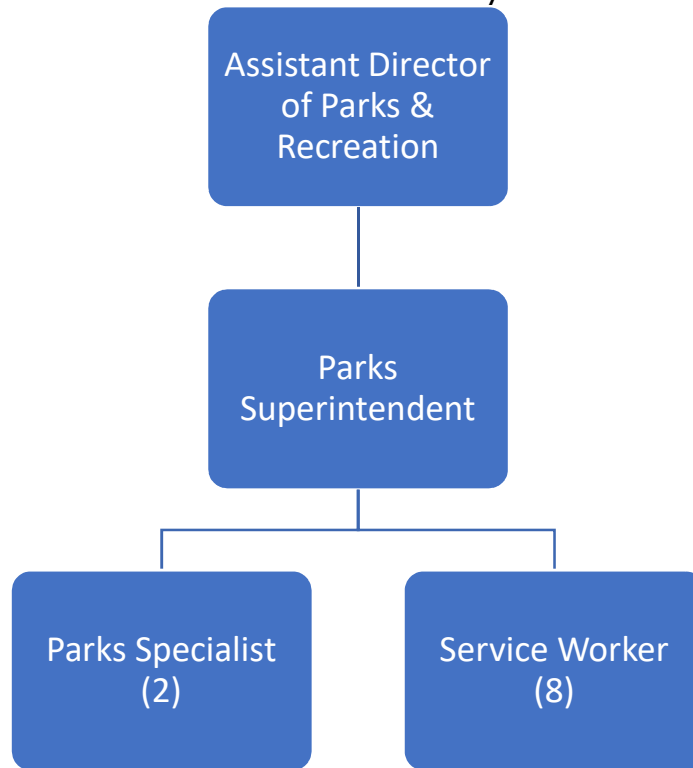 Assistant Director
of Parks &
Recreation
Parks
Superintendent
Parks Specialist
(2)
Service Worker
(8)